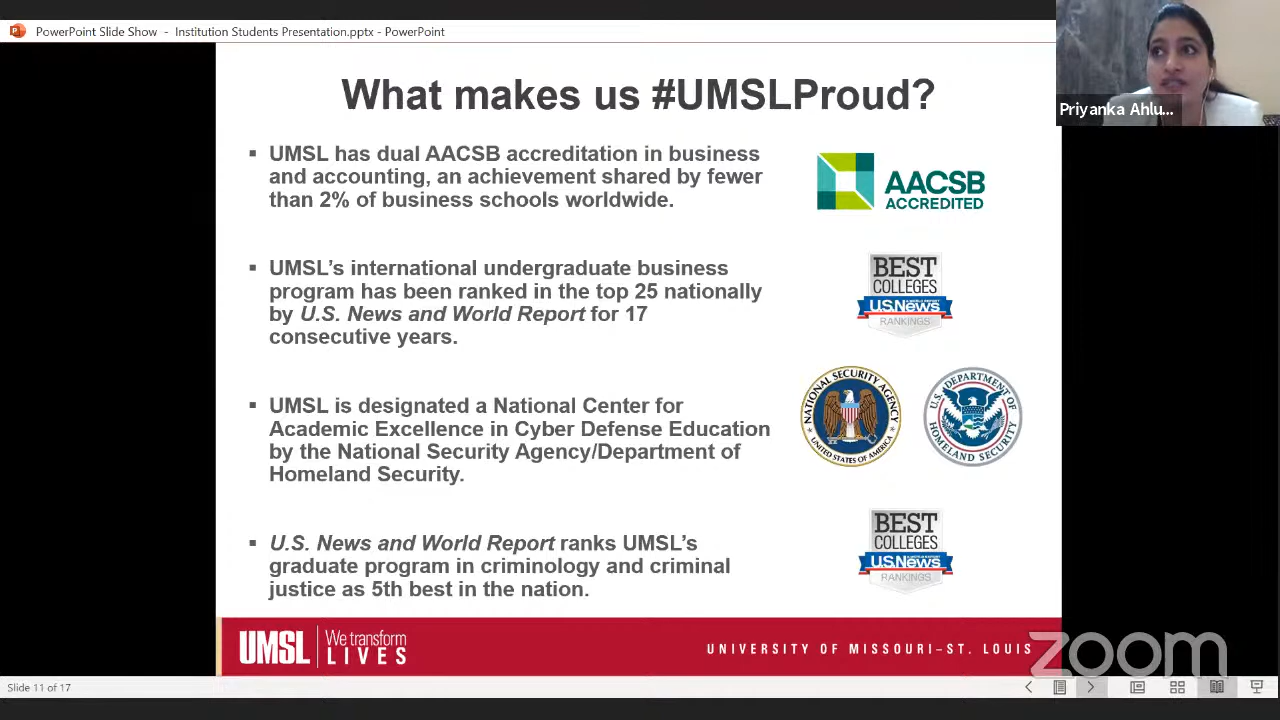 PowerPoint Slide Show - Institution Students Presentation.pptx - PowerPoint
Priyanka Ahlu...
What makes us #UMSLProud?
▪ UMSL has dual AACSB accreditation in business
and accounting, an achievement shared by fewer
than 2% of business schools worldwide.
AACSB
ACCREDITED
▪ UMSL’s international undergraduate business
program has been ranked in the top 25 nationally
by U.S. News and World Report for 17
consecutive years.
BEST
COLLEGES
U.S.News
RANKINGS
▪ UMSL is designated a National Center for
Academic Excellence in Cyber Defense Education
by the National Security Agency/Department of
Homeland Security.
NATIONAL SECURITY AGENCY
UNITED STATES OF AMERICA
U.S. DEPARTMENT OF
HOMELAND SECURITY
▪ U.S. News and World Report ranks UMSL’s
graduate program in criminology and criminal
justice as 5th best in the nation.
BEST
COLLEGES
U.S.News
RANKINGS
UMSL
We transform
LIVES
UNIVERSITY OF MISSOURI–ST. LOUIS
zoom
Slide 11 of 17